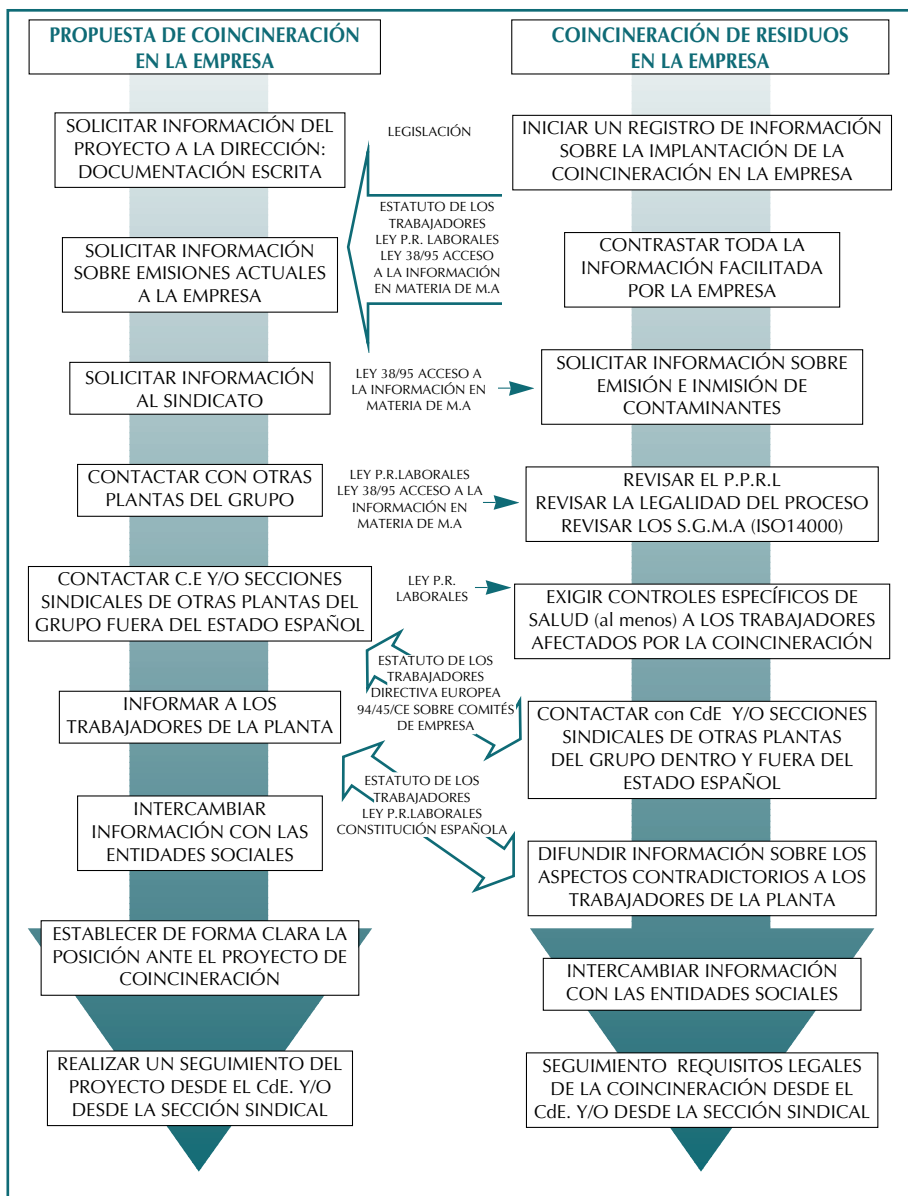 PROPUESTA DE COINCINERACIÓN
EN LA EMPRESA
SOLICITAR INFORMACIÓN DEL
PROYECTO A LA DIRECCIÓN:
DOCUMENTACIÓN ESCRITA
SOLICITAR INFORMACIÓN
SOBRE EMISIONES ACTUALES
A LA EMPRESA
SOLICITAR INFORMACIÓN
AL SINDICATO
CONTACTAR CON OTRAS
PLANTAS DEL GRUPO
CONTACTAR C.E Y/O SECCIONES
SINDICALES DE OTRAS PLANTAS DEL
GRUPO FUERA DEL ESTADO ESPAÑOL
INFORMAR A LOS
TRABAJADORES DE LA PLANTA
INTERCAMBIAR
INFORMACIÓN CON LAS
ENTIDADES SOCIALES
ESTABLECER DE FORMA CLARA LA
POSICIÓN ANTE EL PROYECTO DE
COINCINERACIÓN
REALIZAR UN SEGUIMIENTO DEL
PROYECTO DESDE EL CdE. Y/O
DESDE LA SECCIÓN SINDICAL
LEGISLACIÓN
ESTATUTO DE LOS
TRABAJADORES
LEY P.R. LABORALES
LEY 38/95 ACCESO
A LA INFORMACIÓN
EN MATERIA DE M.A
LEY 38/95 ACCESO A
LA INFORMACIÓN EN
MATERIA DE M.A
LEY P.R.LABORALES
LEY 38/95 ACCESO A LA
INFORMACIÓN EN
MATERIA DE M.A
LEY P.R.
LABORALES
ESTATUTO DE LOS
TRABAJADORES
DIRECTIVA EUROPEA
94/45/CE SOBRE COMITÉS
DE EMPRESA
ESTATUTO DE LOS
TRABAJADORES
LEY P.R.LABORALES
CONSTITUCIÓN ESPAÑOLA
COINCINERACIÓN DE RESIDUOS
EN LA EMPRESA
INICIAR UN REGISTRO DE INFORMACIÓN
SOBRE LA IMPLANTACIÓN DE LA
COINCINERACIÓN EN LA EMPRESA
CONTRASTAR TODA LA
INFORMACIÓN FACILITADA
POR LA EMPRESA
SOLICITAR INFORMACIÓN SOBRE
EMISIÓN E INMISIÓN DE
CONTAMINANTES
REVISAR EL P.P.R.L
REVISAR LA LEGALIDAD DEL PROCESO
REVISAR LOS S.G.M.A (ISO14000)
EXIGIR CONTROLES ESPECÍFICOS DE
SALUD (al menos) A LOS TRABAJADORES
AFECTADOS POR LA COINCINERACIÓN
CONTACTAR con CdE Y/O SECCIONES
SINDICALES DE OTRAS PLANTAS
DEL GRUPO DENTRO Y FUERA DEL
ESTADO ESPAÑOL
DIFUNDIR INFORMACIÓN SOBRE LOS
ASPECTOS CONTRADICTORIOS A LOS
TRABAJADORES DE LA PLANTA
INTERCAMBIAR INFORMACIÓN
CON LAS ENTIDADES SOCIALES
SEGUIMIENTO REQUISITOS LEGALES
DE LA COINCINERACIÓN DESDE EL
CdE. Y/O DESDE LA SECCIÓN SINDICAL